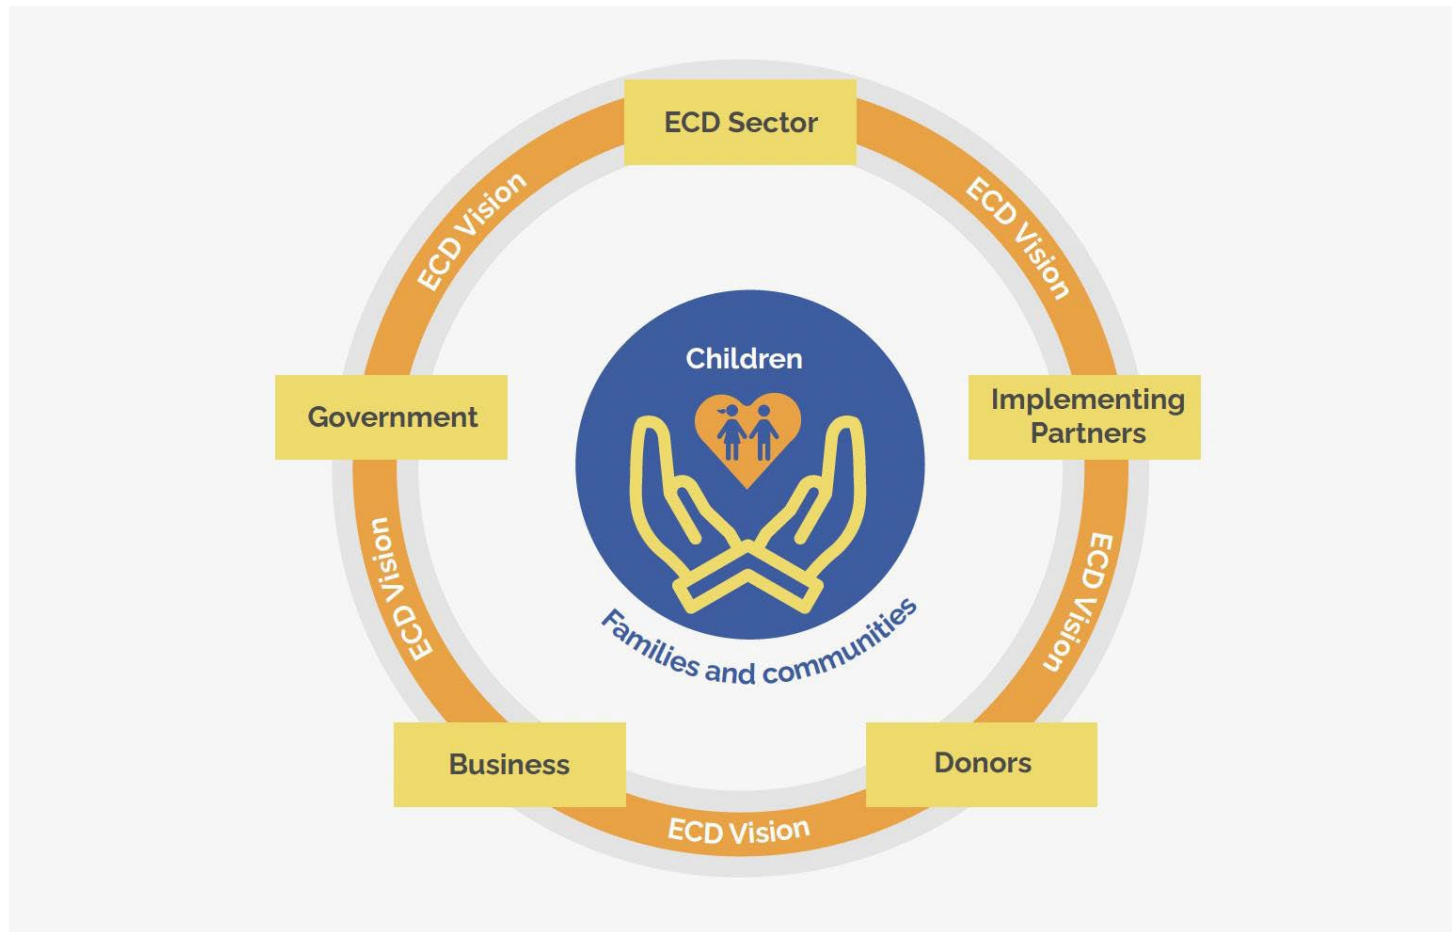 ECD Sector
ECD Vision
ECD Vision
Children
Government
Implementing
Partners
ECD Vision
ECD Vision
Families and communities
Business
Donors
ECD Vision